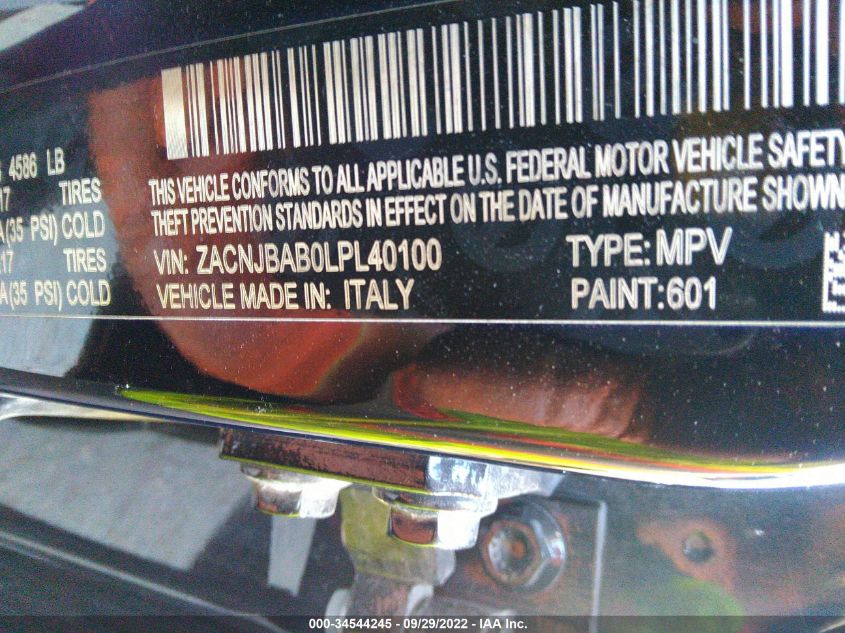 4586 LB
17 TIRES
(35 PSI) COLD
17 TIRES
(35 PSI) COLD
THIS VEHICLE CONFORMS TO ALL APPLICABLE U.S. FEDERAL MOTOR VEHICLE SAFETY
THEFT PREVENTION STANDARDS IN EFFECT ON THE DATE OF MANUFACTURE SHOWN
VIN: ZACNJBAB0LPL40100 TYPE: MPV
VEHICLE MADE IN: ITALY PAINT:601
000-34544245 - 09/29/2022 - IAA Inc.